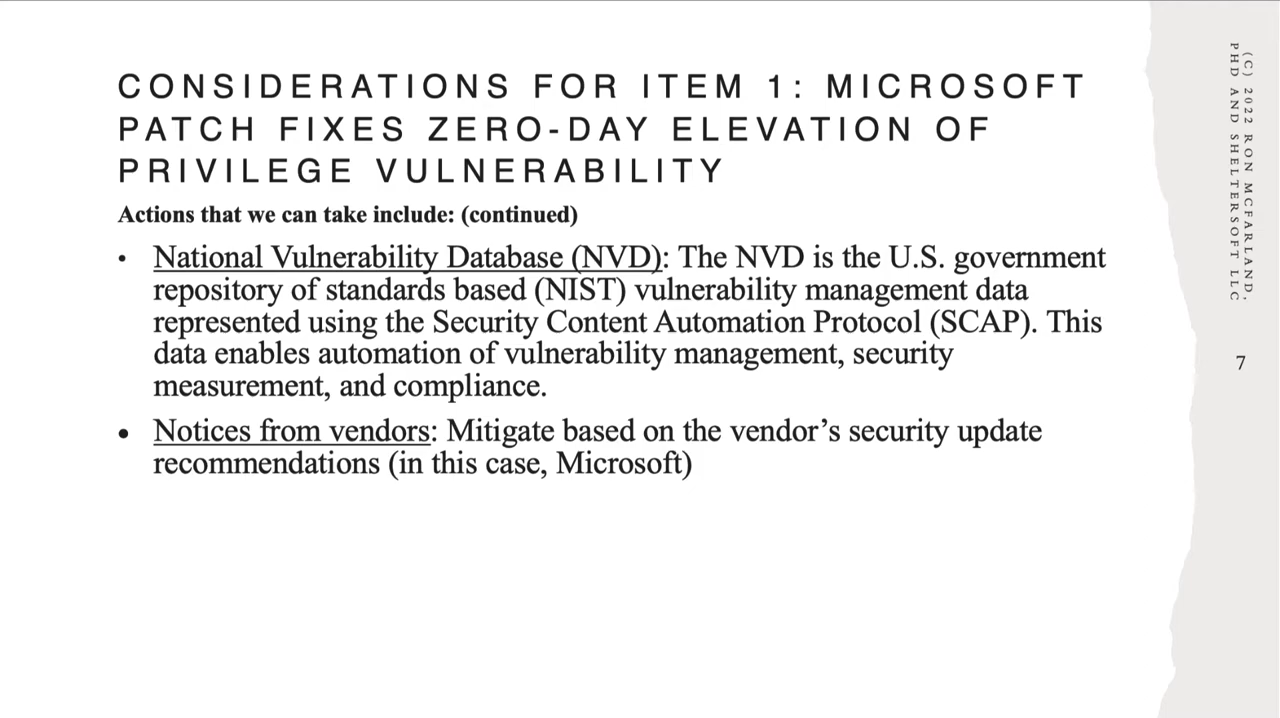 CONSIDERATIONS FOR ITEM 1: MICROSOFT
PATCH FIXES ZERO-DAY ELEVATION OF
PRIVILEGE VULNERABILITY
Actions that we can take include: (continued)
• National Vulnerability Database (NVD): The NVD is the U.S. government
repository of standards based (NIST) vulnerability management data
represented using the Security Content Automation Protocol (SCAP). This
data enables automation of vulnerability management, security
measurement, and compliance.
• Notices from vendors: Mitigate based on the vendor’s security update
recommendations (in this case, Microsoft)
(C) 2022 RON MCFARLAND,
PHD AND SHELTERSOFT LLC
7